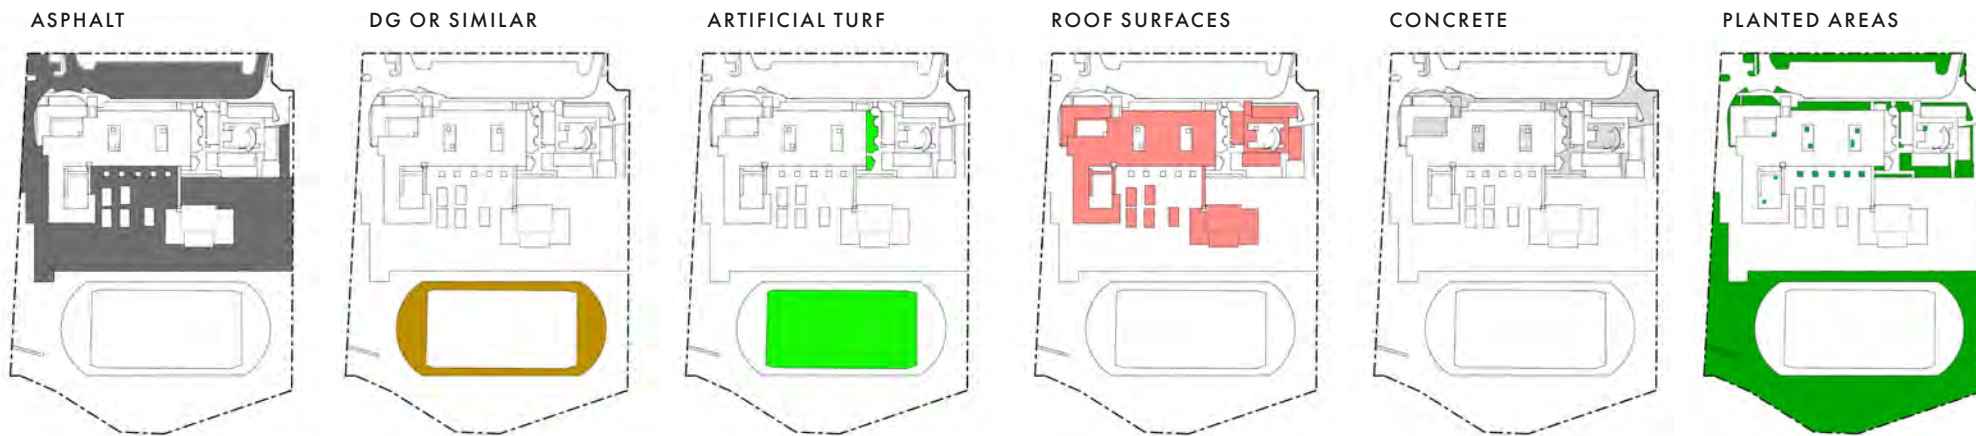 ASPHALT
DG OR SIMILAR
ARTIFICIAL TURF
ROOF SURFACES
CONCRETE
PLANTED AREAS